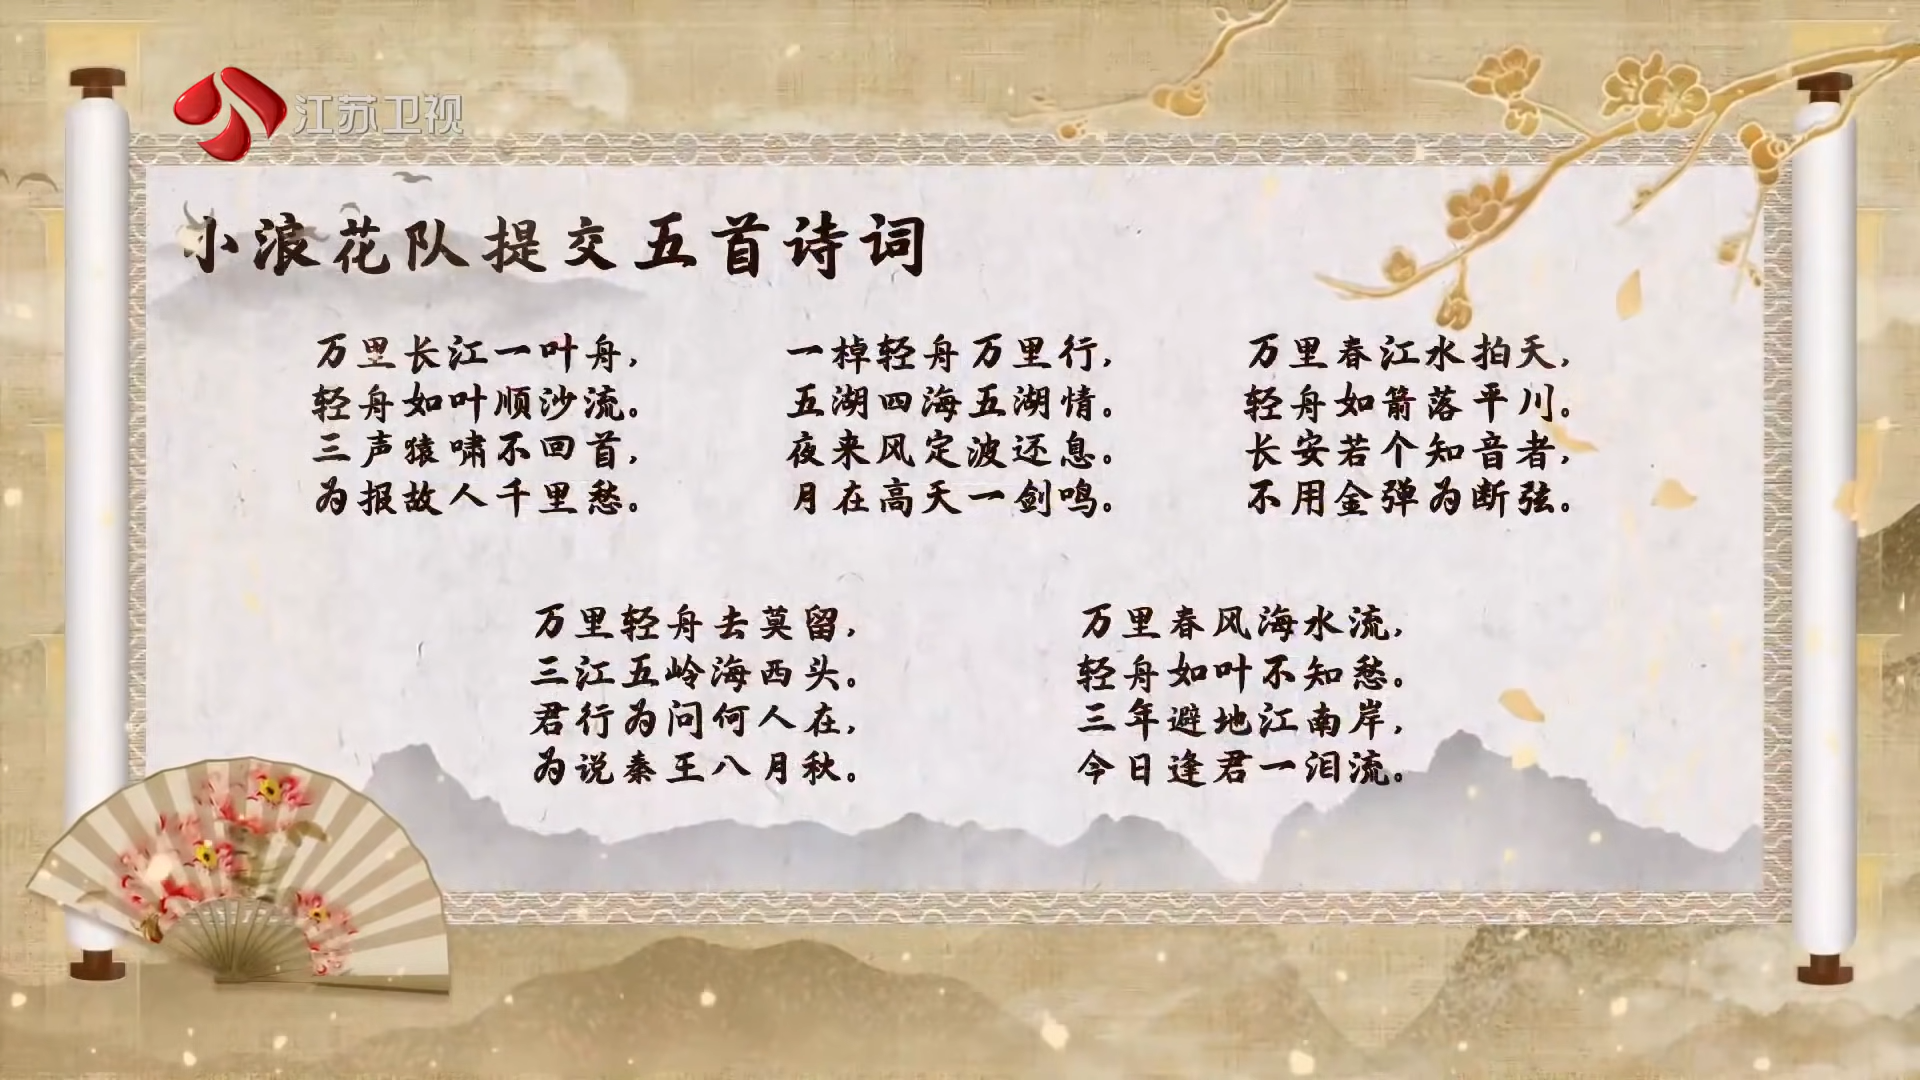 江苏卫视
小浪花队提交五首诗词
万里长江一叶舟,
轻舟如叶顺沙流。
三声猿啸不回首,
为报故人千里愁。
一棹轻舟万里行,
五湖四海五湖情。
夜来风定波还息。
月在高天一剑鸣。
万里春江水拍天,
轻舟如箭落平川。
长安若个知音者,
不用金弹为断弦。
万里轻舟去莫留,
三江五岭海西头。
君行为问何人在,
为说秦王八月秋。
万里春风海水流,
轻舟如叶不知愁。
三年避地江南岸,
今日逢君一泪流。